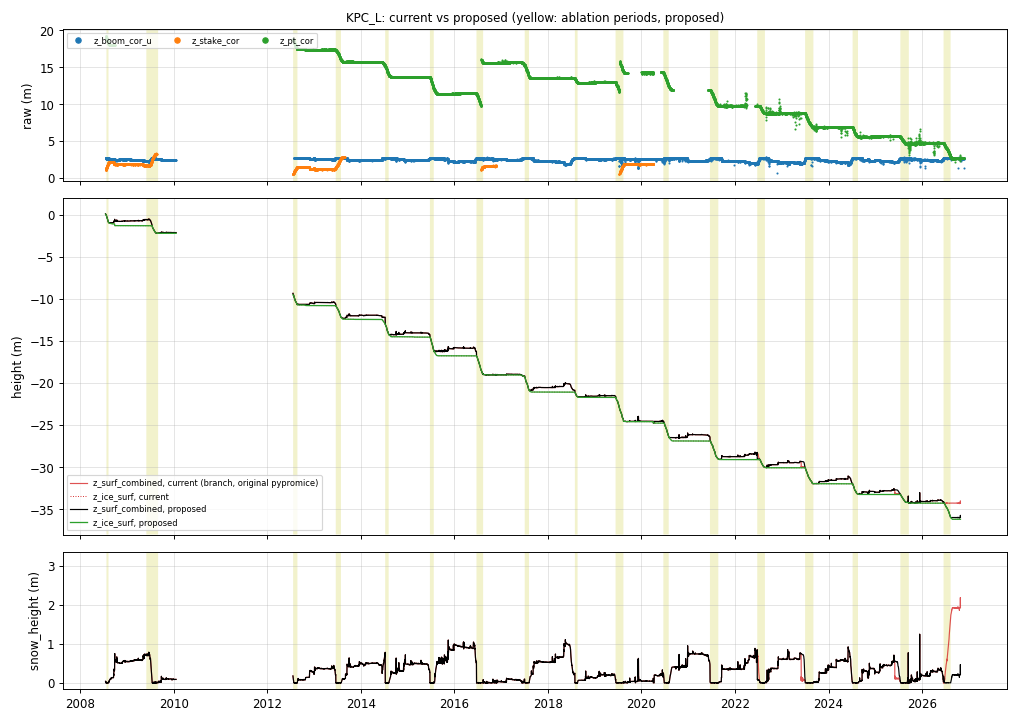 KPC_L: current vs proposed (yellow: ablation periods, proposed)
z_boom_cor_u z_stake_cor z_pt_cor
raw (m)
20
15
10
5
0
height (m)
0
−5
−10
−15
−20
−25
−30
−35
z_surf_combined, current (branch, original pypromice)
z_ice_surf, current
z_surf_combined, proposed
z_ice_surf, proposed
snow_height (m)
3
2
1
0
2008 2010 2012 2014 2016 2018 2020 2022 2024 2026